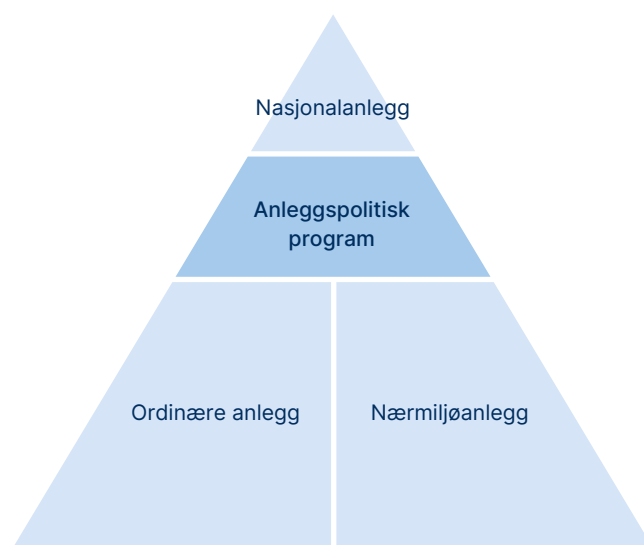 Nasjonalanlegg
Anleggspolitisk
program
Ordinære anlegg
Nærmiljøanlegg